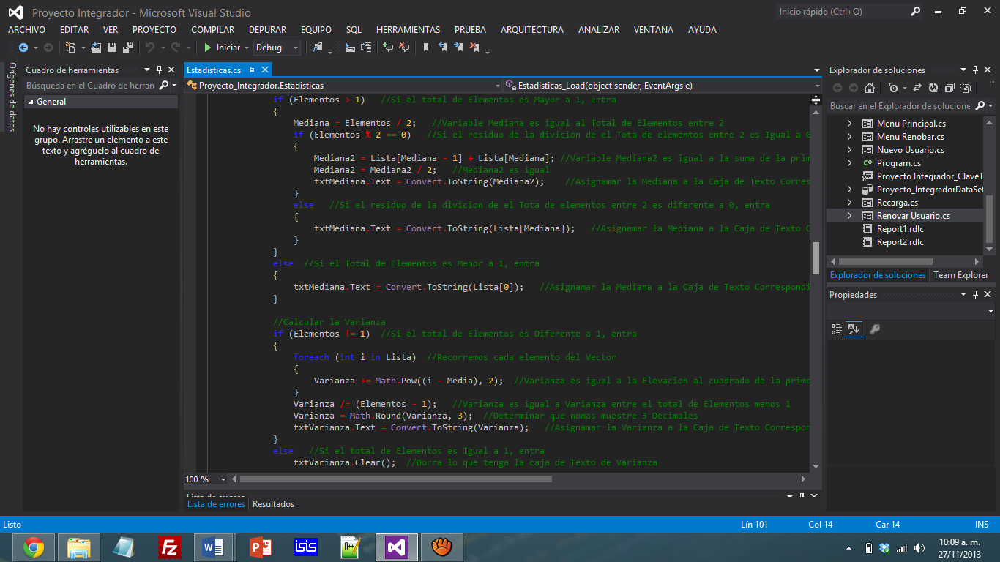 Proyecto Integrador - Microsoft Visual Studio
Inicio rápido (Ctrl+Q)
ARCHIVO EDITAR VER PROYECTO COMPILAR DEPURAR EQUIPO SQL HERRAMIENTAS PRUEBA ARQUITECTURA ANALIZAR VENTANA AYUDA
Iniciar Debug
Orígenes de datos
Cuadro de herramientas
Búsqueda en el Cuadro de herran
General
No hay controles utilizables en este
grupo. Arrastre un elemento a este
texto y agréguelo al cuadro de
herramientas.
Estadisticas.cs
Proyecto_Integrador.Estadisticas
Estadisticas_Load(object sender, EventArgs e)
if (Elementos > 1) //Si el total de Elementos es Mayor a 1, entra
{
Mediana = Elementos / 2; //Variable Mediana es igual al Total de Elementos entre 2
if (Elementos % 2 == 0) //Si el residuo de la divicion de el Tota de elementos entre 2 es Igual a 0
{
Mediana2 = Lista[Mediana - 1] + Lista[Mediana]; //Variable Mediana2 es igual a la suma de la prim
Mediana2 = Mediana2 / 2; //Mediana2 es igual
txtMediana.Text = Convert.ToString(Mediana2); //Asignamar la Mediana a la Caja de Texto Corres
}
else //Si el residuo de la divicion de el Tota de elementos entre 2 es diferente a 0, entra
{
txtMediana.Text = Convert.ToString(Lista[Mediana]); //Asignamar la Mediana a la Caja de Texto C
}
}
else //Si el Total de Elementos es Menor a 1, entra
{
txtMediana.Text = Convert.ToString(Lista[0]); //Asignamar la Mediana a la Caja de Texto Correspondi
}
//Calcular la Varianza
if (Elementos != 1) //Si el total de Elementos es Diferente a 1, entra
{
foreach (int i in Lista) //Recorremos cada elemento del Vector
{
Varianza += Math.Pow((i - Media), 2); //Varianza es igual a la Elevacion al cuadrado de la prime
}
Varianza /= (Elementos - 1); //Varianza es igual a Varianza entre el total de Elementos menos 1
Varianza = Math.Round(Varianza, 3); //Determinar que nomas muestre 3 Decimales
txtVarianza.Text = Convert.ToString(Varianza); //Asignamar la Varianza a la Caja de Texto Correspon
}
else //Si el total de Elementos es Igual a 1, entra
txtVarianza.Clear(); //Borra lo que tenga la caja de Texto de Varianza
100 %
Lista de errores
Lista de errores Resultados
Explorador de soluciones
Buscar en el Explorador de solucione
Menu Principal.cs
Menu Renobar.cs
Nuevo Usuario.cs
C# Program.cs
Proyecto Integrador_ClaveT
Proyecto_IntegradorDataSet
Recarga.cs
Renovar Usuario.cs
Report1.rdlc
Report2.rdlc
Explorador de soluciones Team Explorer
Propiedades
Listo
Lín 101 Col 14 Car 14 INS
Fz
isis
10:09 a. m.
27/11/2013